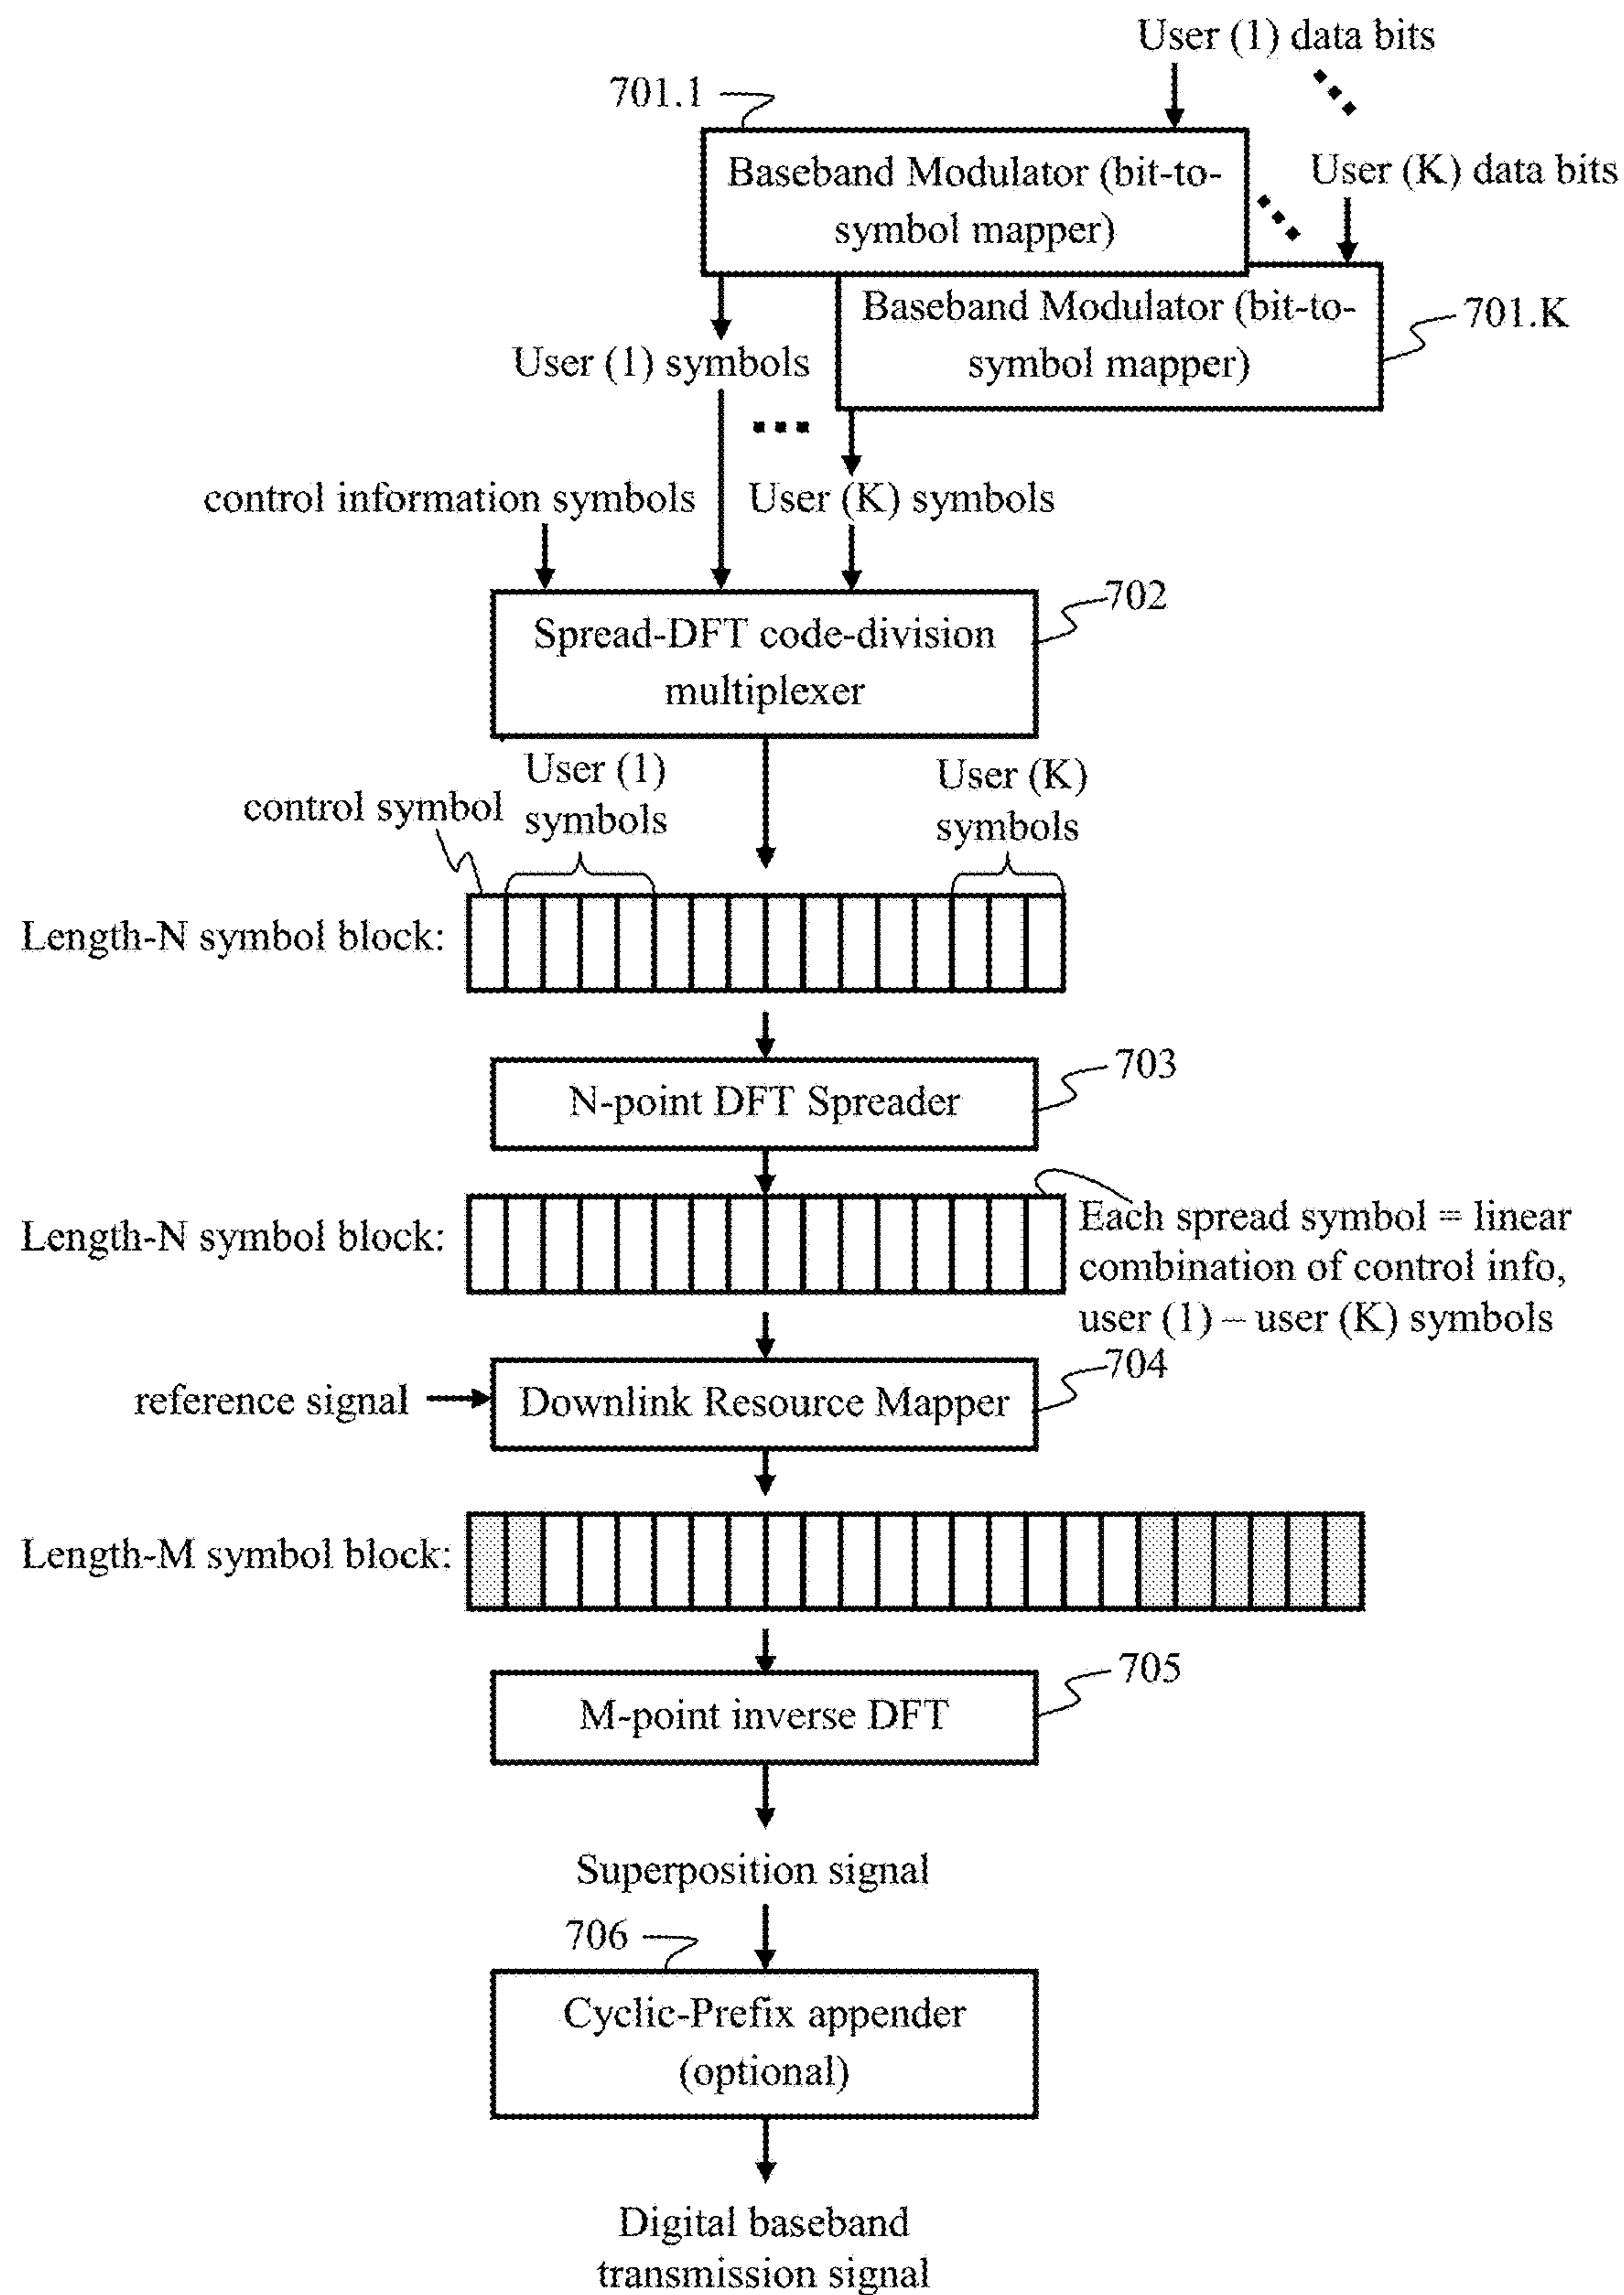 User (1) data bits
701.1
Baseband Modulator (bit-to-
symbol mapper)
User (K) data bits
Baseband Modulator (bit-to-
symbol mapper)
701.K
User (1) symbols
control information symbols
User (K) symbols
702
Spread-DFT code-division
multiplexer
User (1)
symbols
User (K)
symbols
control symbol
Length-N symbol block:
703
N-point DFT Spreader
Length-N symbol block:
Each spread symbol = linear
combination of control info,
user (1) – user (K) symbols
704
reference signal
Downlink Resource Mapper
Length-M symbol block:
705
M-point inverse DFT
Superposition signal
706
Cyclic-Prefix appender
(optional)
Digital baseband
transmission signal